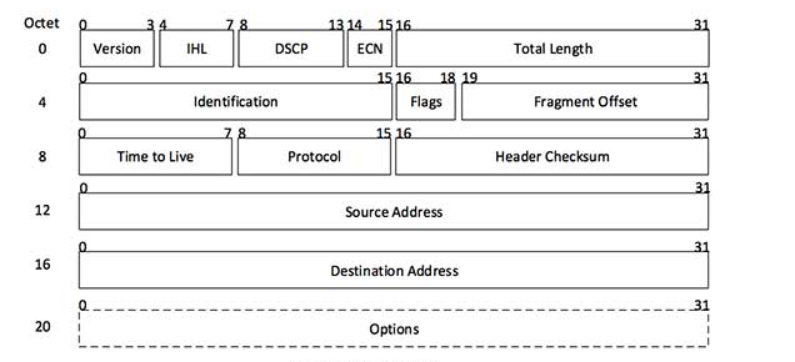 Octet 0 3 4 7 8 13 14 15 16 31
0 Version IHL DSCP ECN Total Length
0 15 16 18 19 31
4 Identification Flags Fragment Offset
0 7 8 15 16 31
8 Time to Live Protocol Header Checksum
0 31
12 Source Address
0 31
16 Destination Address
0 31
20 Options